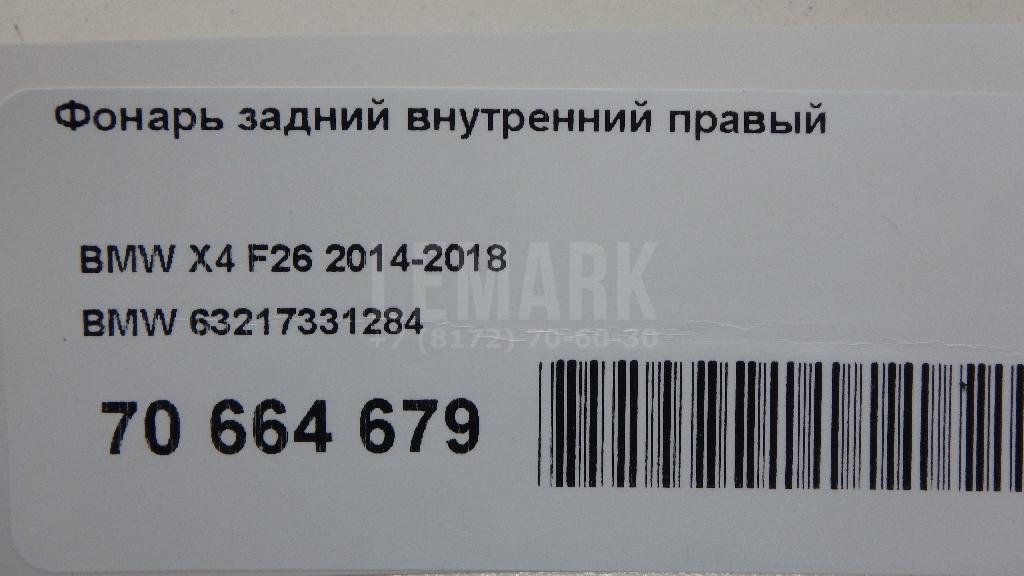 Фонарь задний внутренний правый
BMW X4 F26 2014-2018
LEMARK
BMW 63217331284
+7 (8172) 70-60-30
70 664 679